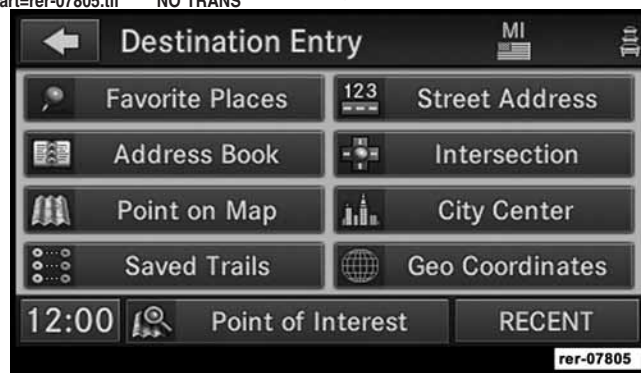 art=rer-07805.tif NO TRANS
Destination Entry MI
Favorite Places 123 Street Address
Address Book Intersection
Point on Map City Center
Saved Trails Geo Coordinates
12:00 Point of Interest RECENT
rer-07805